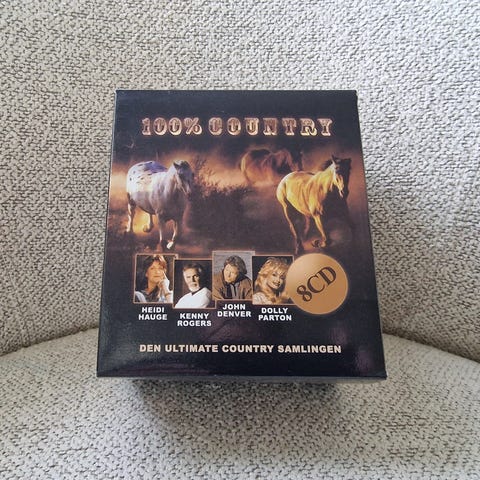 100% COUNTRY
HEIDI
HAUGE
KENNY
ROGERS
JOHN
DENVER
DOLLY
PARTON
8CD
DEN ULTIMATE COUNTRY SAMLINGEN